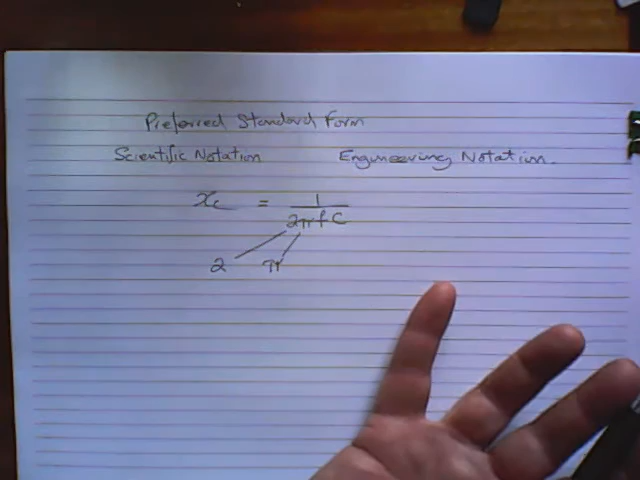 Preferred Standard Form
Scientific Notation Engineering Notation.
Xc = 1
2πfC
2 π